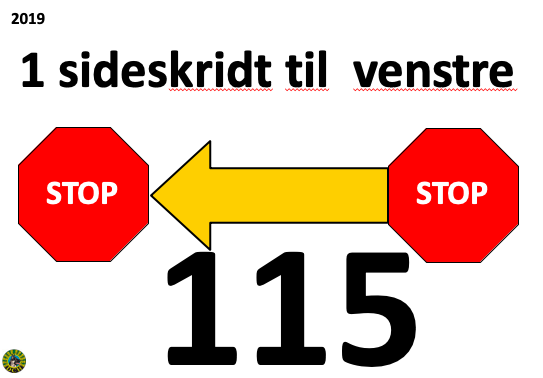 2019
1 sideskridt til venstre
STOP STOP
115